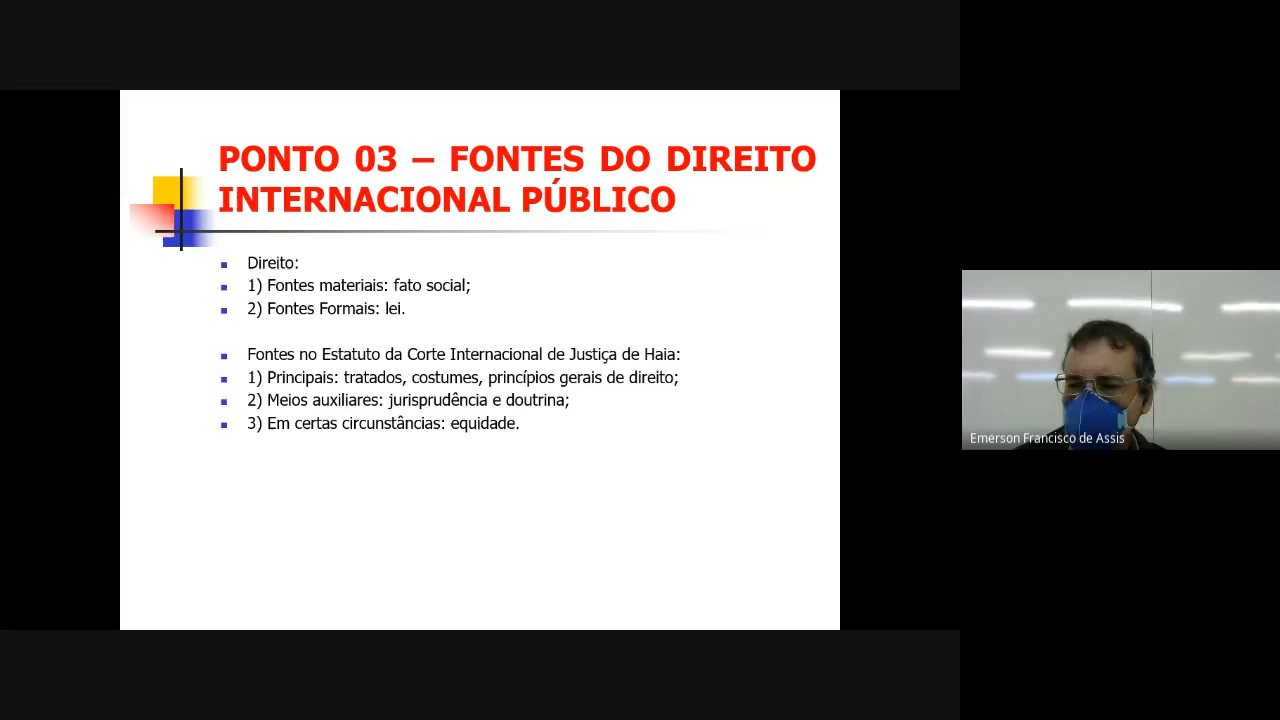 PONTO 03 – FONTES DO DIREITO
INTERNACIONAL PÚBLICO
Direito:
1) Fontes materiais: fato social;
2) Fontes Formais: lei.
Fontes no Estatuto da Corte Internacional de Justiça de Haia:
1) Principais: tratados, costumes, princípios gerais de direito;
2) Meios auxiliares: jurisprudência e doutrina;
3) Em certas circunstâncias: equidade.
Emerson Francisco de Assis